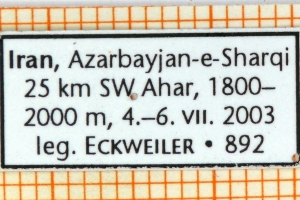 Iran, Azarbayjan-e-Sharqi
25 km SW Ahar, 1800–
2000 m, 4.–6. VII. 2003
leg. ECKWEILER • 892